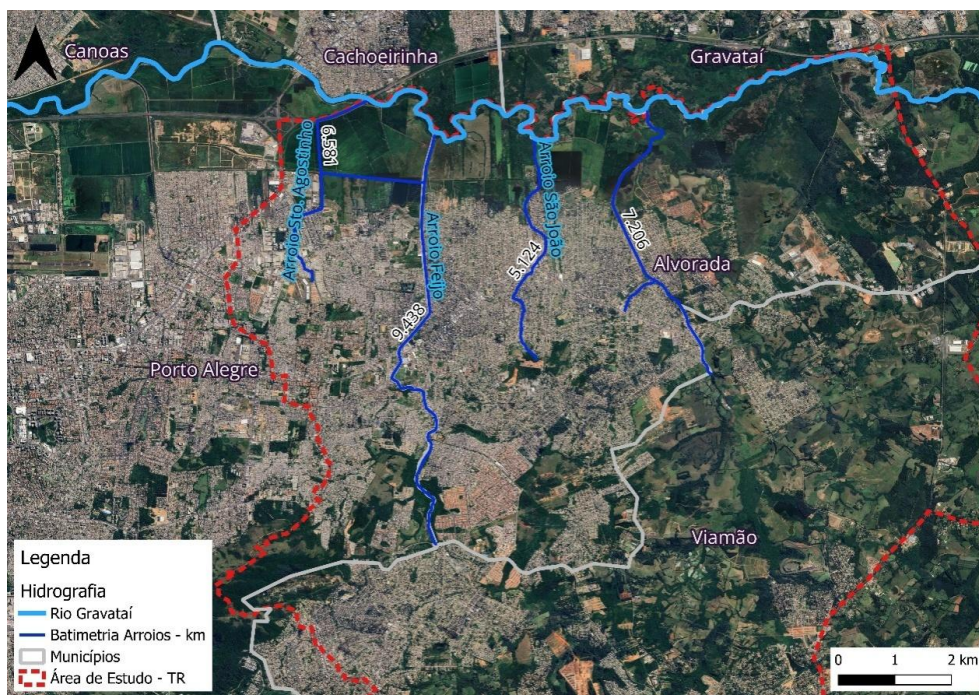 Canoas
Cachoeirinha
Gravataí
6.581
Arroio Sto. Agostinho
Arroio Feijo
Arroio São João
7.206
5.124
Alvorada
9.438
Porto Alegre
Viamão
Legenda
Hidrografia
Rio Gravataí
Batimetria Arroios - km
Municípios
Área de Estudo - TR
0 1 2 km